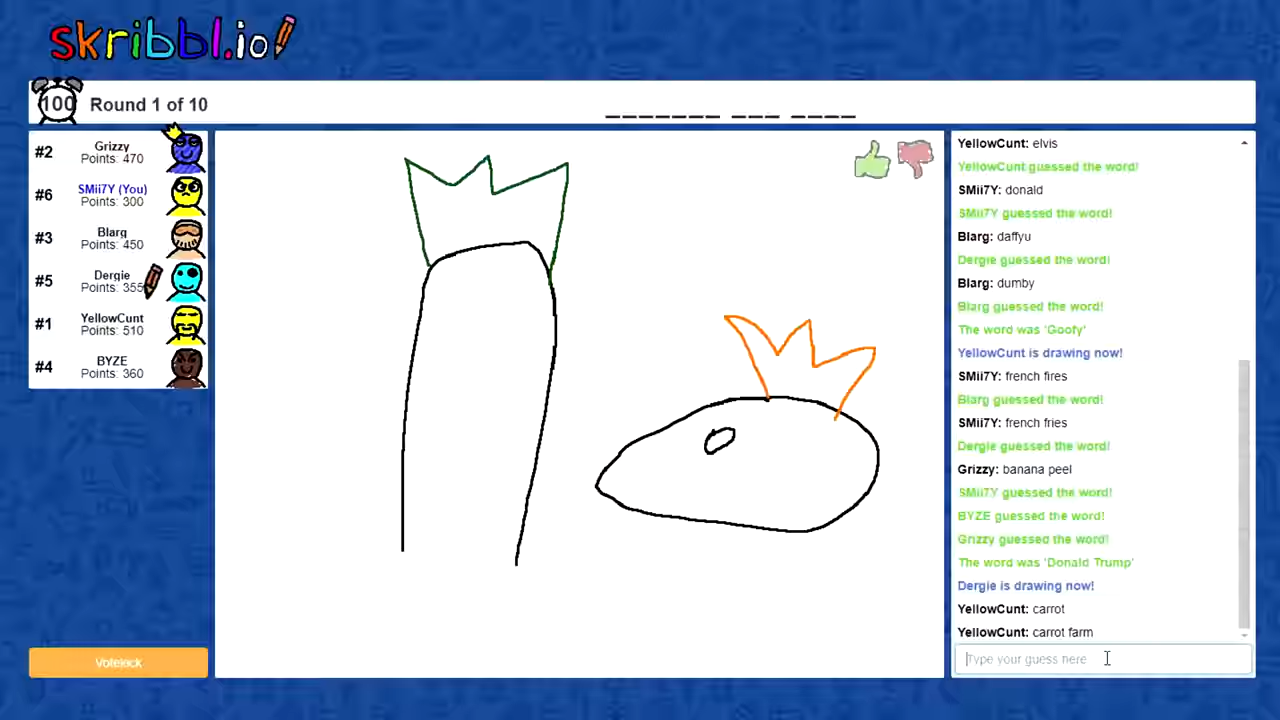 skribbl.io
100
Round 1 of 10
_______ ___ ____
#2
Grizzy
Points: 470
#6
SMii7Y (You)
Points: 300
#3
Blarg
Points: 450
#5
Dergie
Points: 355
#1
YellowCunt
Points: 510
#4
BYZE
Points: 360
Votekick
YellowCunt: elvis
YellowCunt guessed the word!
SMii7Y: donald
SMii7Y guessed the word!
Blarg: daffyu
Dergie guessed the word!
Blarg: dumby
Blarg guessed the word!
The word was 'Goofy'
YellowCunt is drawing now!
SMii7Y: french fires
Blarg guessed the word!
SMii7Y: french fries
Dergie guessed the word!
Grizzy: banana peel
SMii7Y guessed the word!
BYZE guessed the word!
Grizzy guessed the word!
The word was 'Donald Trump'
Dergie is drawing now!
YellowCunt: carrot
YellowCunt: carrot farm
Type your guess here